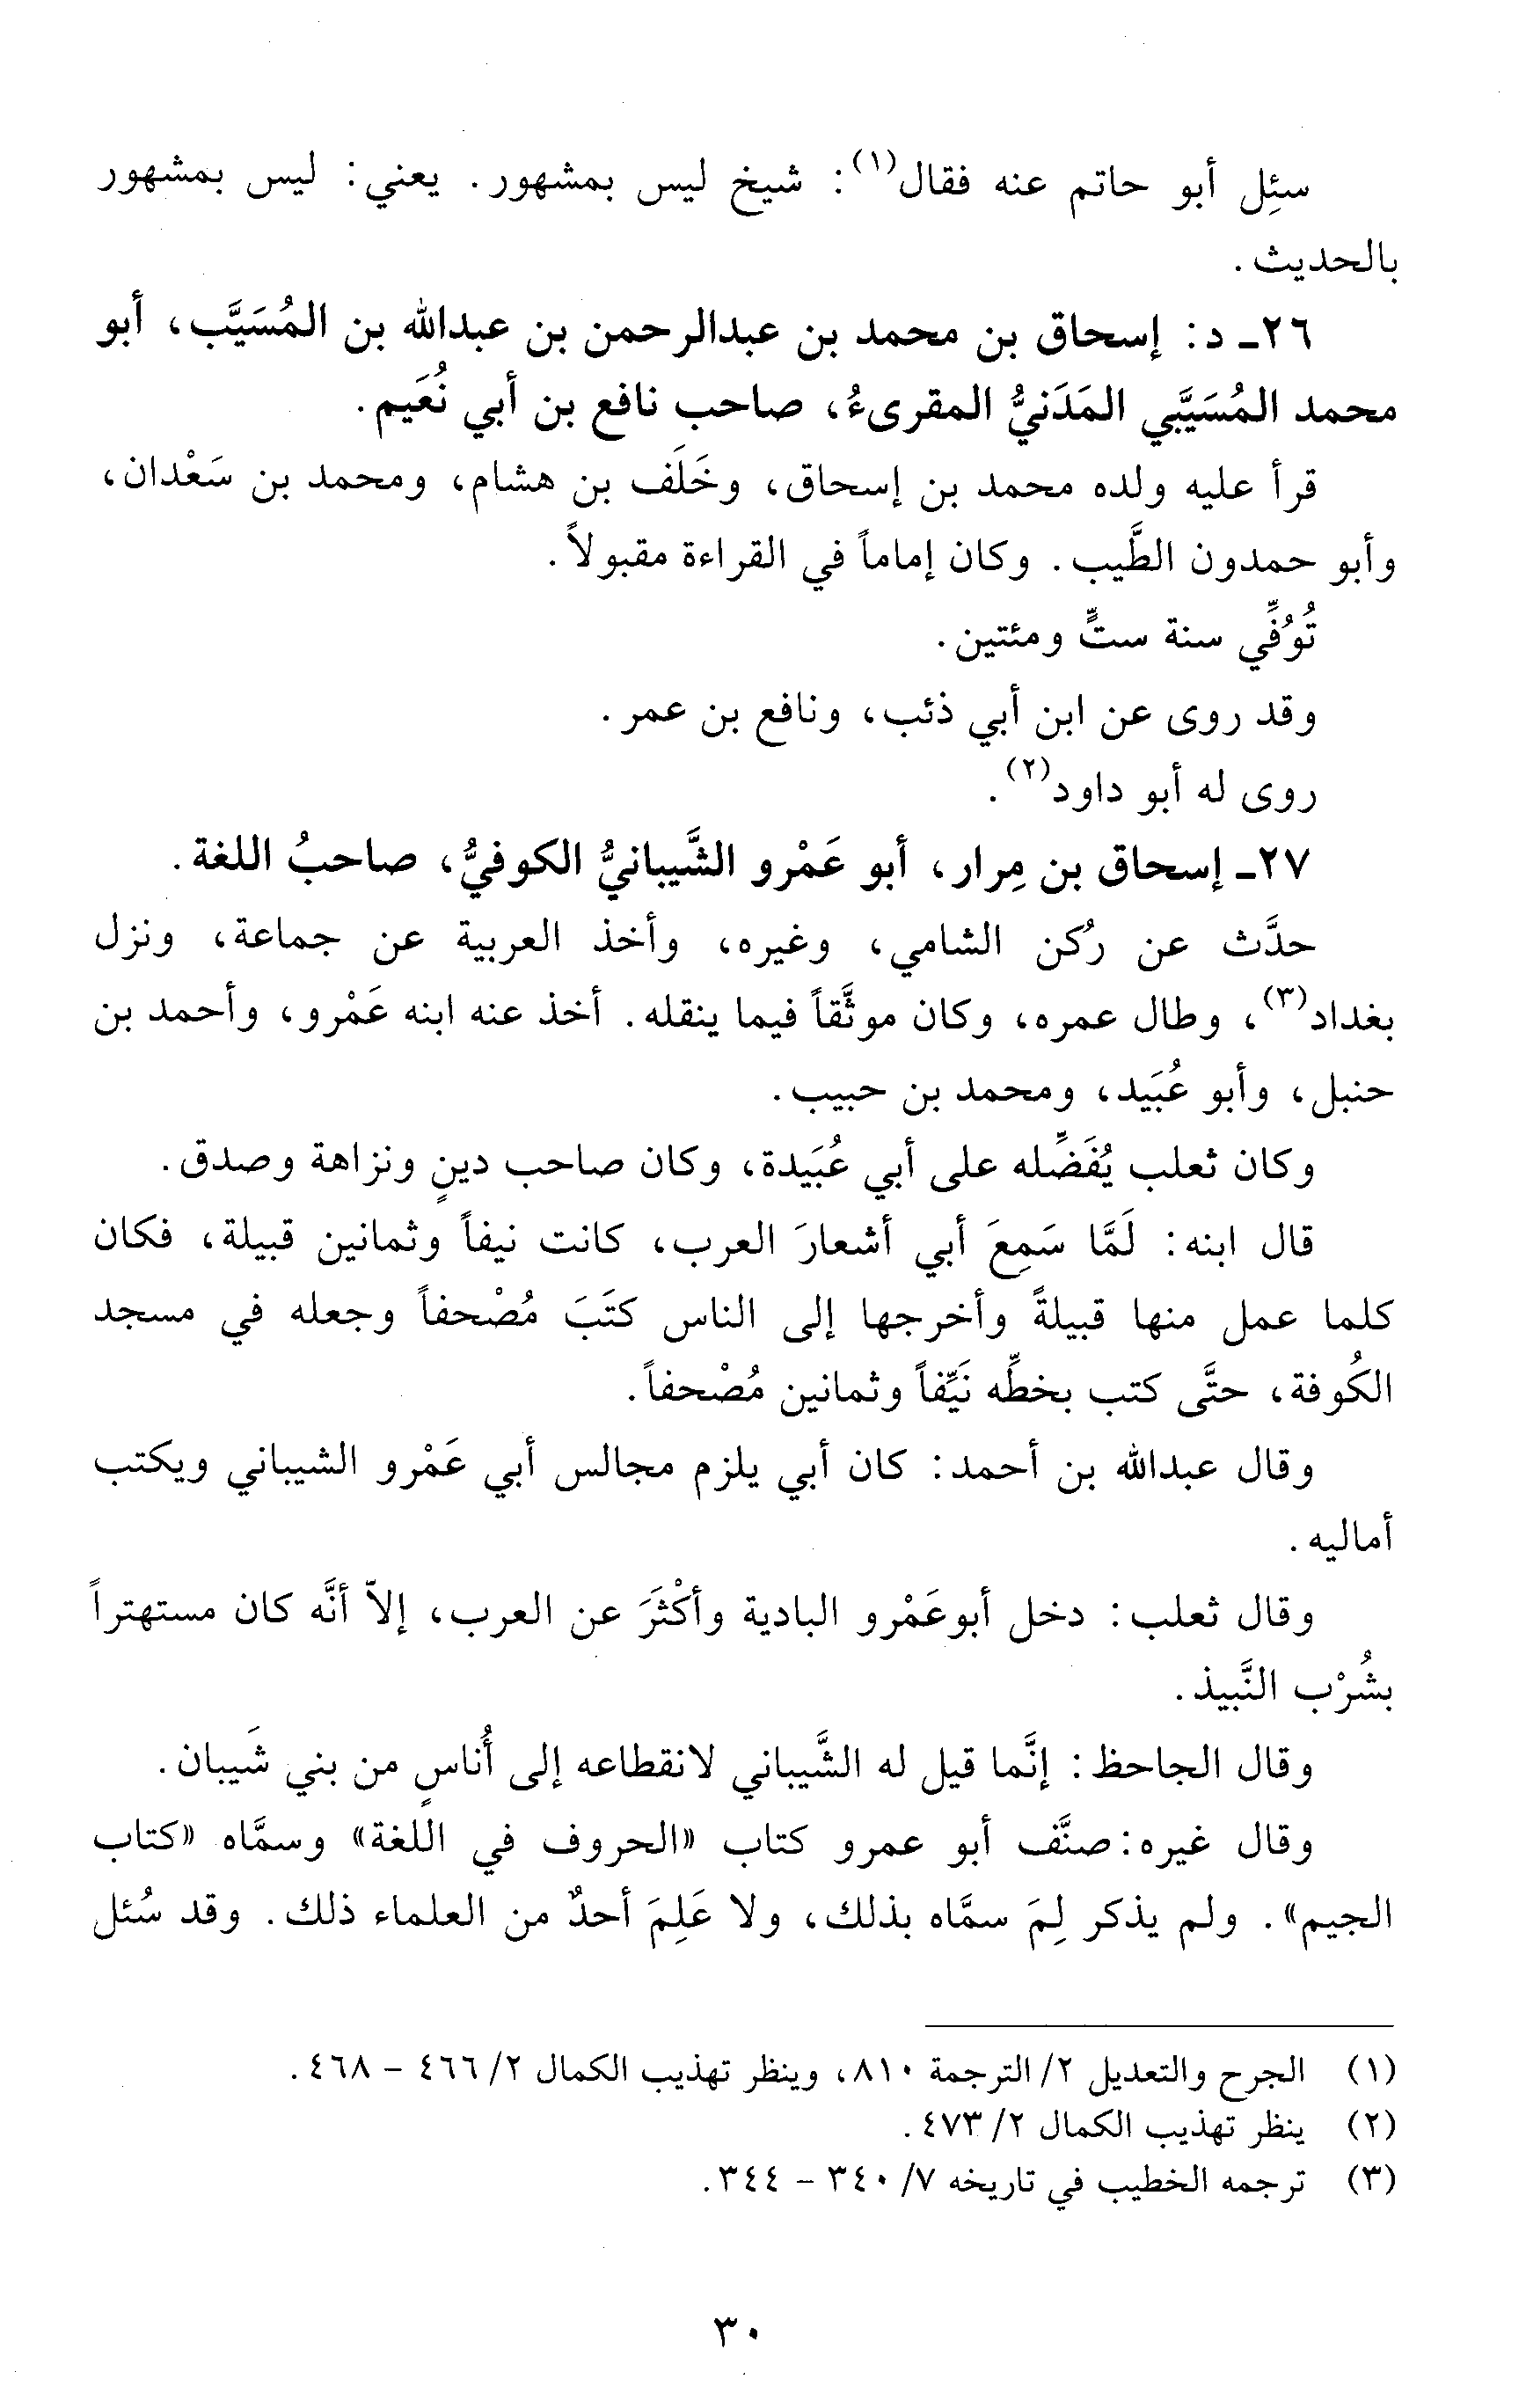 سئِل أبو حاتم عنه فقال(١): شيخ ليس بمشهور. يعني: ليس بمشهور
بالحديث.
٢٦ـ د: إسحاق بن محمد بن عبدالرحمن بن عبدالله بن المُسَيَّب، أبو
محمد المُسَيَّبي المَدَنيُّ المقرىءُ، صاحب نافع بن أبي نُعَيم.
قرأ عليه ولده محمد بن إسحاق، وخَلَف بن هشام، ومحمد بن سَعْدان،
وأبو حمدون الطَّيب. وكان إماماً في القراءة مقبولاً.
تُوُفِّي سنة ستٍّ ومئتين.
وقد روى عن ابن أبي ذئب، ونافع بن عمر.
روى له أبو داود(٢).
٢٧ـ إسحاق بن مِرار، أبو عَمْرو الشَّيبانيُّ الكوفيُّ، صاحبُ اللغة.
حدَّث عن رُكن الشامي، وغيره، وأخذ العربية عن جماعة، ونزل
بغداد(٣)، وطال عمره، وكان موثَّقاً فيما ينقله. أخذ عنه ابنه عَمْرو، وأحمد بن
حنبل، وأبو عُبَيد، ومحمد بن حبيب.
وكان ثعلب يُفَضِّله على أبي عُبَيدة، وكان صاحب دينٍ ونزاهة وصدق.
قال ابنه: لَمَّا سَمِعَ أبي أشعارَ العرب، كانت نيفاً وثمانين قبيلة، فكان
كلما عمل منها قبيلةً وأخرجها إلى الناس كتَبَ مُصْحفاً وجعله في مسجد
الكُوفة، حتَّى كتب بخطِّه نَيِّفاً وثمانين مُصْحفاً.
وقال عبدالله بن أحمد: كان أبي يلزم مجالس أبي عَمْرو الشيباني ويكتب
أماليه.
وقال ثعلب: دخل أبوعَمْرو البادية وأكْثَرَ عن العرب، إلاّ أنَّه كان مستهتراً
بشُرْب النَّبيذ.
وقال الجاحظ: إنَّما قيل له الشَّيباني لانقطاعه إلى أُناسٍ من بني شَيبان.
وقال غيره: صنَّف أبو عمرو كتاب «الحروف في اللغة» وسمَّاه «كتاب
الجيم». ولم يذكر لِمَ سمَّاه بذلك، ولا عَلِمَ أحدٌ من العلماء ذلك. وقد سُئل
(١) الجرح والتعديل ٢/ الترجمة ٨١٠، وينظر تهذيب الكمال ٢/ ٤٦٦ - ٤٦٨.
(٢) ينظر تهذيب الكمال ٢/ ٤٧٣.
(٣) ترجمه الخطيب في تاريخه ٧/ ٣٤٠ - ٣٤٤.
٣٠